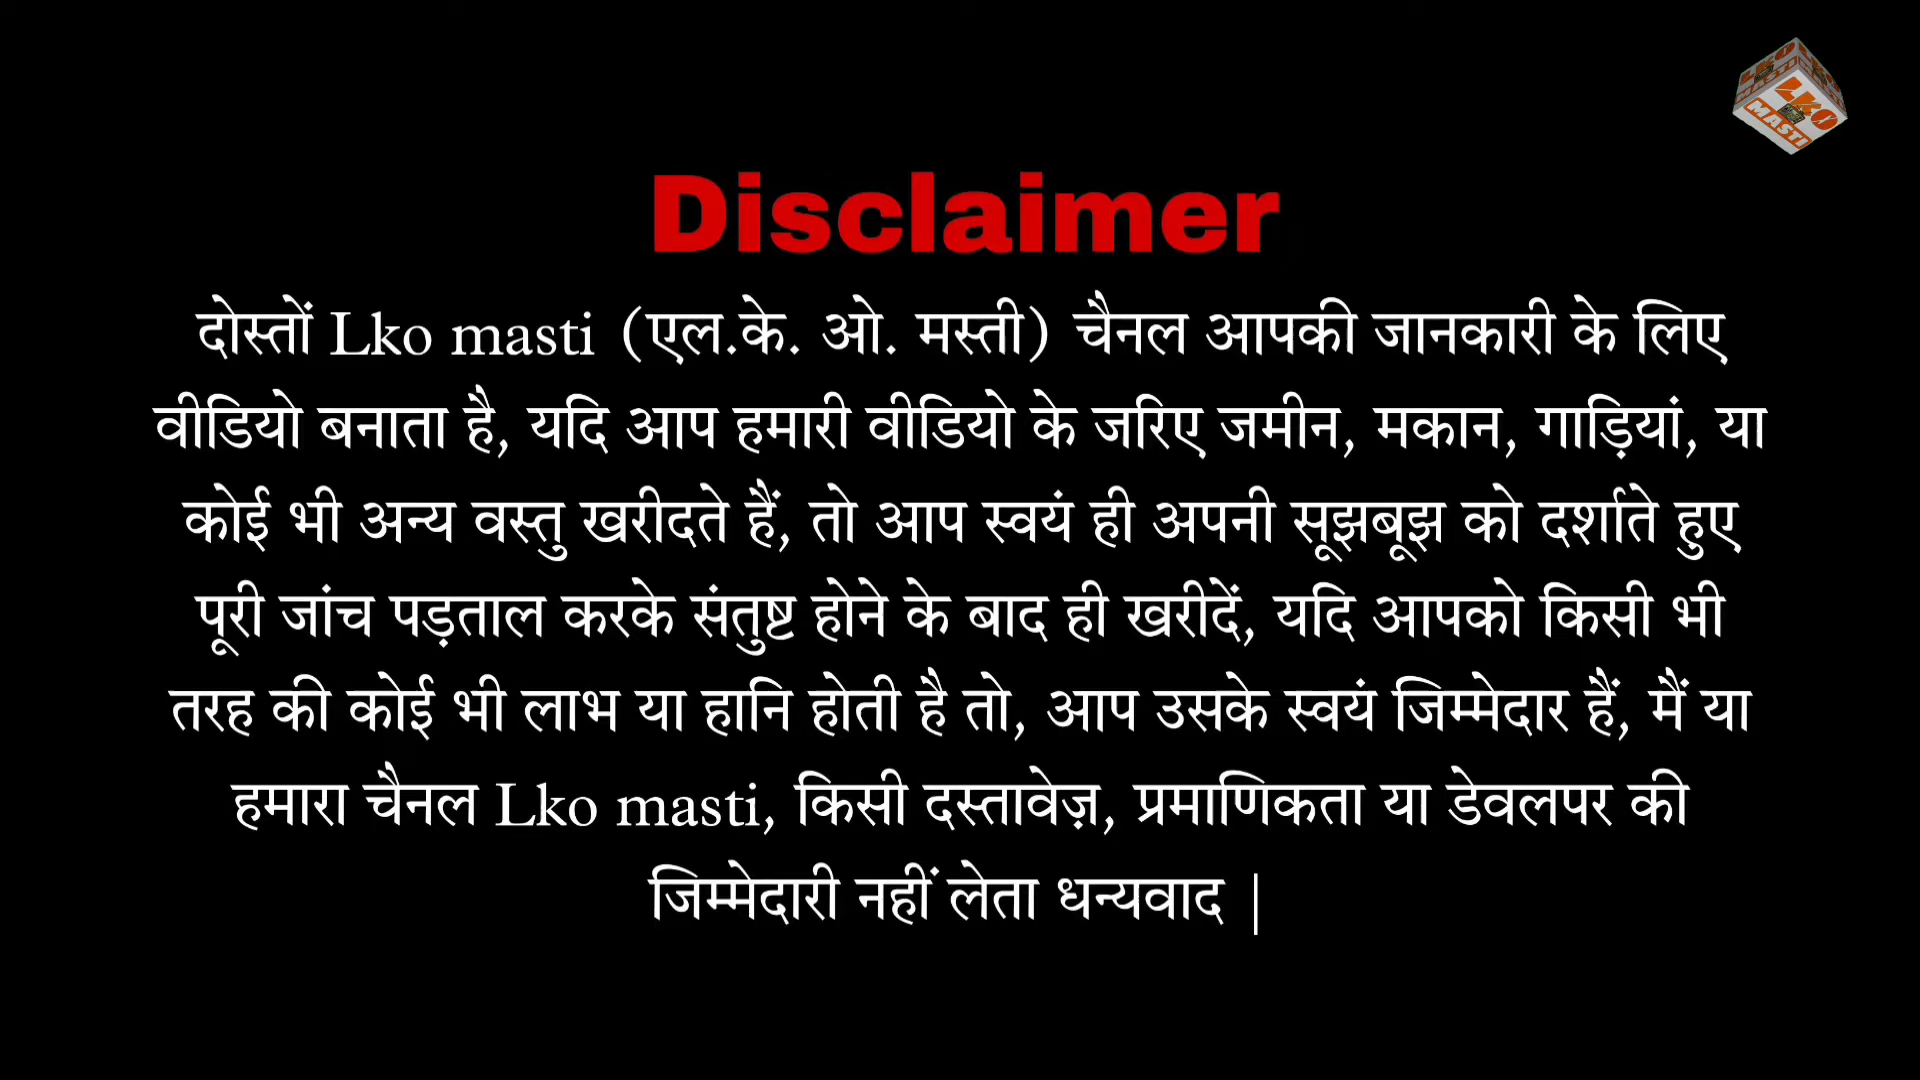 LKO
MASTI
Disclaimer
दोस्तों Lko masti (एल.के. ओ. मस्ती) चैनल आपकी जानकारी के लिए
वीडियो बनाता है, यदि आप हमारी वीडियो के जरिए जमीन, मकान, गाड़ियां, या
कोई भी अन्य वस्तु खरीदते हैं, तो आप स्वयं ही अपनी सूझबूझ को दर्शाते हुए
पूरी जांच पड़ताल करके संतुष्ट होने के बाद ही खरीदें, यदि आपको किसी भी
तरह की कोई भी लाभ या हानि होती है तो, आप उसके स्वयं जिम्मेदार हैं, मैं या
हमारा चैनल Lko masti, किसी दस्तावेज़, प्रमाणिकता या डेवलपर की
जिम्मेदारी नहीं लेता धन्यवाद |